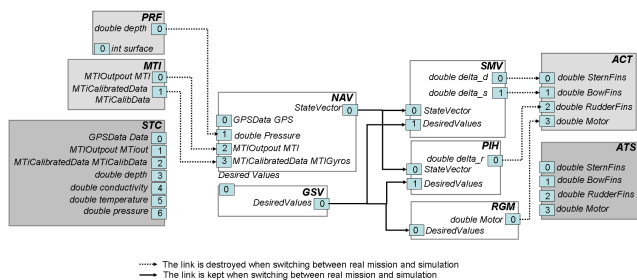 PRF
double depth 0
0 int surface
MTI
MTIOutpout MTI 0
MTiCalibratedData 1
MTiCalibData
STC
GPSData Data 0
MTIOutpout MTiout 1
MTiCalibratedData MTiCalibData 2
double depth 3
double conductivity 4
double temperature 5
double pressure 6
NAV
StateVector 0
0 GPSData GPS
1 double Pressure
2 MTIOutpout MTI
3 MTiCalibratedData MTIGyros
Desired Values
0
GSV
DesiredValues 0
SMV
double delta_d 0
double delta_s 1
0 StateVector
1 DesiredValues
PIH
double delta_r 0
0 StateVector
1 DesiredValues
RGM
double Motor 0
0 DesiredValues
ACT
0 double SternFins
1 double BowFins
2 double RudderFins
3 double Motor
ATS
0 double SternFins
1 double BowFins
2 double RudderFins
3 double Motor
The link is destroyed when switching between real mission and simulation
The link is kept when switching between real mission and simulation